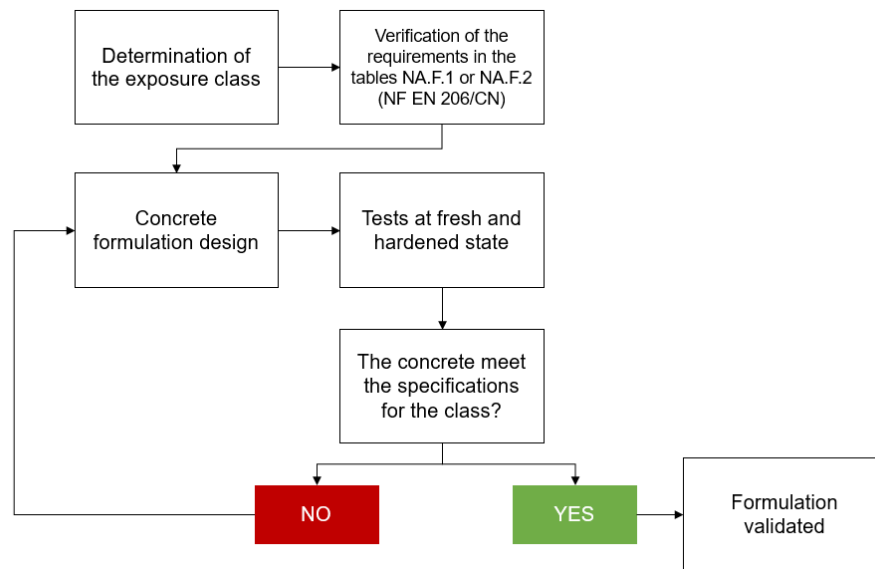 Determination of
the exposure class
Verification of the
requirements in the
tables NA.F.1 or NA.F.2
(NF EN 206/CN)
Concrete
formulation design
Tests at fresh and
hardened state
The concrete meet
the specifications
for the class?
NO
YES
Formulation
validated